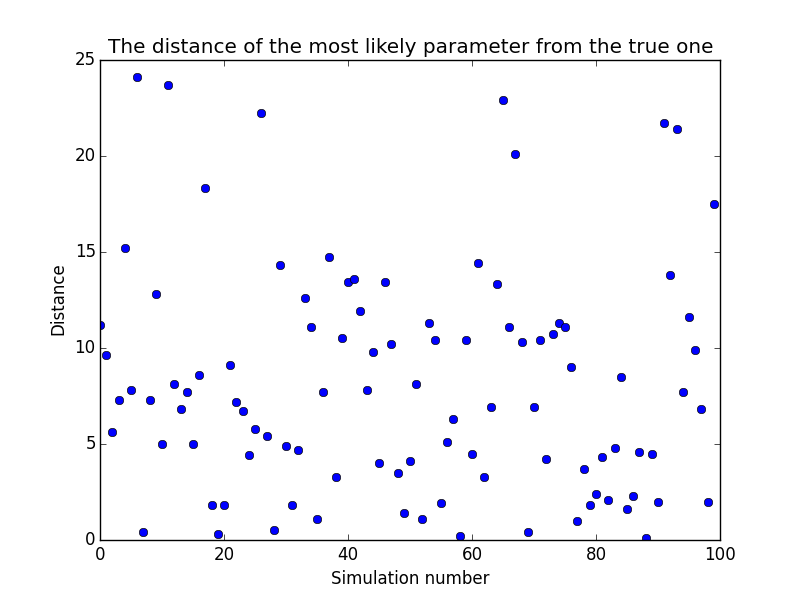 The distance of the most likely parameter from the true one
25
20
15
10
5
0
Distance
0 20 40 60 80 100
Simulation number